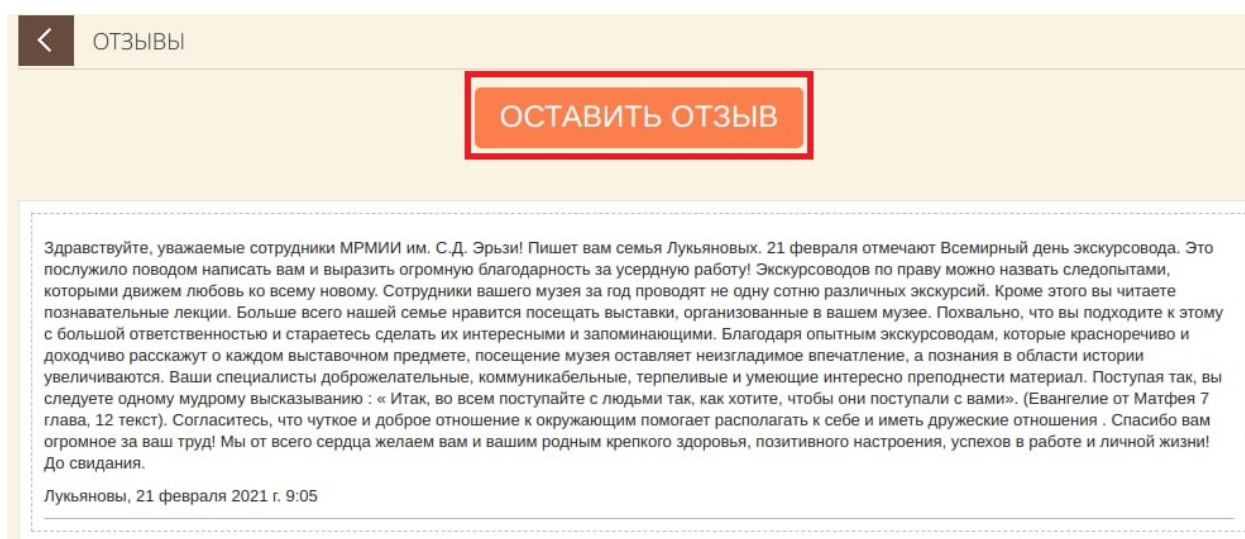 ОТЗЫВЫ
ОСТАВИТЬ ОТЗЫВ
Здравствуйте, уважаемые сотрудники МРМИИ им. С.Д. Эрьзи! Пишет вам семья Лукьяновых. 21 февраля отмечают Всемирный день экскурсовода. Это
послужило поводом написать вам и выразить огромную благодарность за усердную работу! Экскурсоводов по праву можно назвать следопытами,
которыми движем любовь ко всему новому. Сотрудники вашего музея за год проводят не одну сотню различных экскурсий. Кроме этого вы читаете
познавательные лекции. Больше всего нашей семье нравится посещать выставки, организованные в вашем музее. Похвально, что вы подходите к этому
с большой ответственностью и стараетесь сделать их интересными и запоминающими. Благодаря опытным экскурсоводам, которые красноречиво и
доходчиво расскажут о каждом выставочном предмете, посещение музея оставляет неизгладимое впечатление, а познания в области истории
увеличиваются. Ваши специалисты доброжелательные, коммуникабельные, терпеливые и умеющие интересно преподнести материал. Поступая так, вы
следуете одному мудрому высказыванию : « Итак, во всем поступайте с людьми так, как хотите, чтобы они поступали с вами». (Евангелие от Матфея 7
глава, 12 текст). Согласитесь, что чуткое и доброе отношение к окружающим помогает располагать к себе и иметь дружеские отношения . Спасибо вам
огромное за ваш труд! Мы от всего сердца желаем вам и вашим родным крепкого здоровья, позитивного настроения, успехов в работе и личной жизни!
До свидания.
Лукьяновы, 21 февраля 2021 г. 9:05